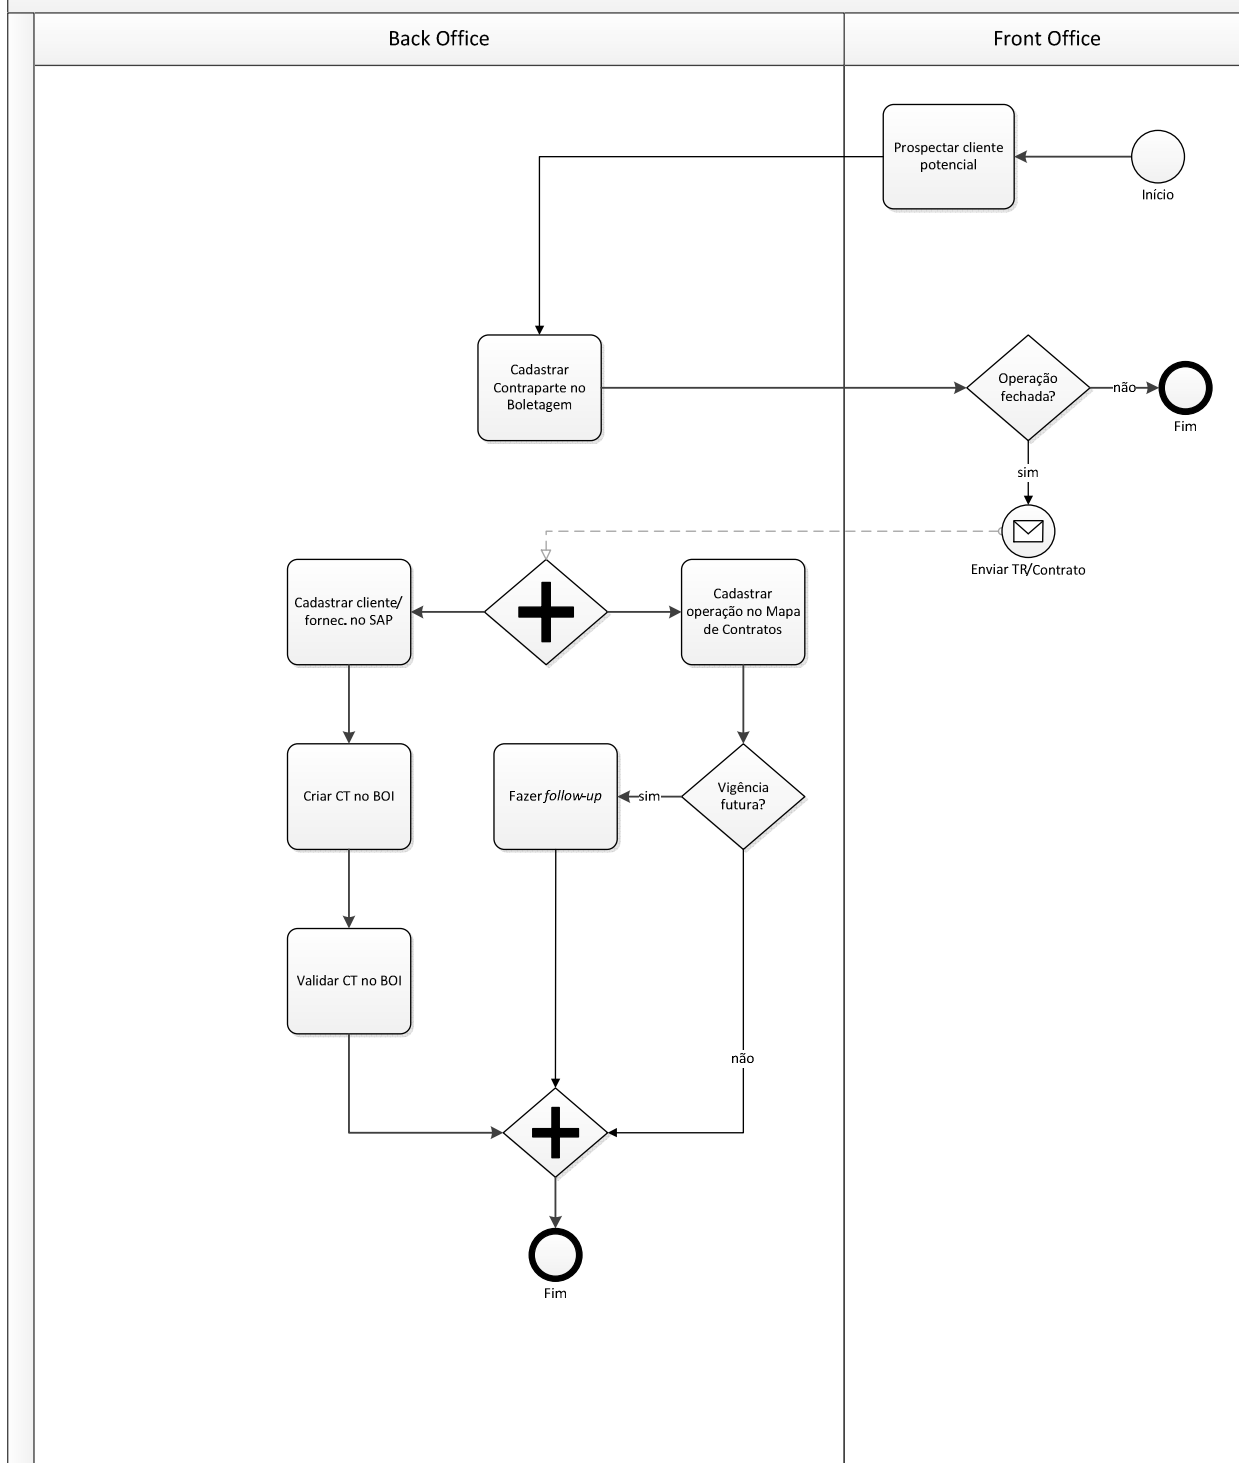 Back Office
Front Office
Prospectar cliente
potencial
Início
Cadastrar
Contraparte no
Boletagem
Operação
fechada?
não
Fim
sim
Enviar TR/Contrato
Cadastrar cliente/
fornec. no SAP
Cadastrar
operação no Mapa
de Contratos
Criar CT no BOI
Fazer follow-up
sim
Vigência
futura?
Validar CT no BOI
não
Fim